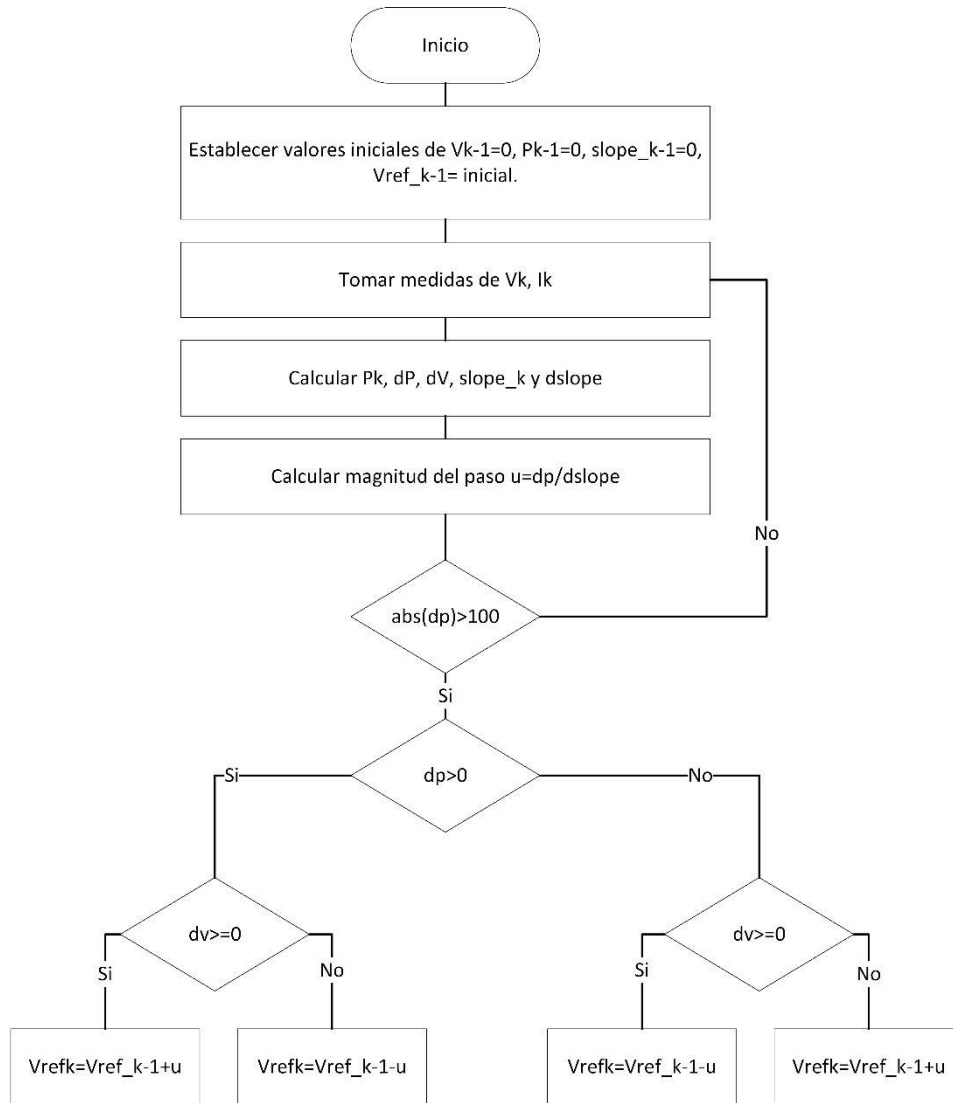 Inicio
Establecer valores iniciales de Vk-1=0, Pk-1=0, slope_k-1=0,
Vref_k-1= inicial.
Tomar medidas de Vk, Ik
Calcular Pk, dP, dV, slope_k y dslope
Calcular magnitud del paso u=dp/dslope
No
abs(dp)>100
Si
dp>0
Si
No
dv>=0
dv>=0
Si
No
Si
No
Vrefk=Vref_k-1+u
Vrefk=Vref_k-1-u
Vrefk=Vref_k-1-u
Vrefk=Vref_k-1+u